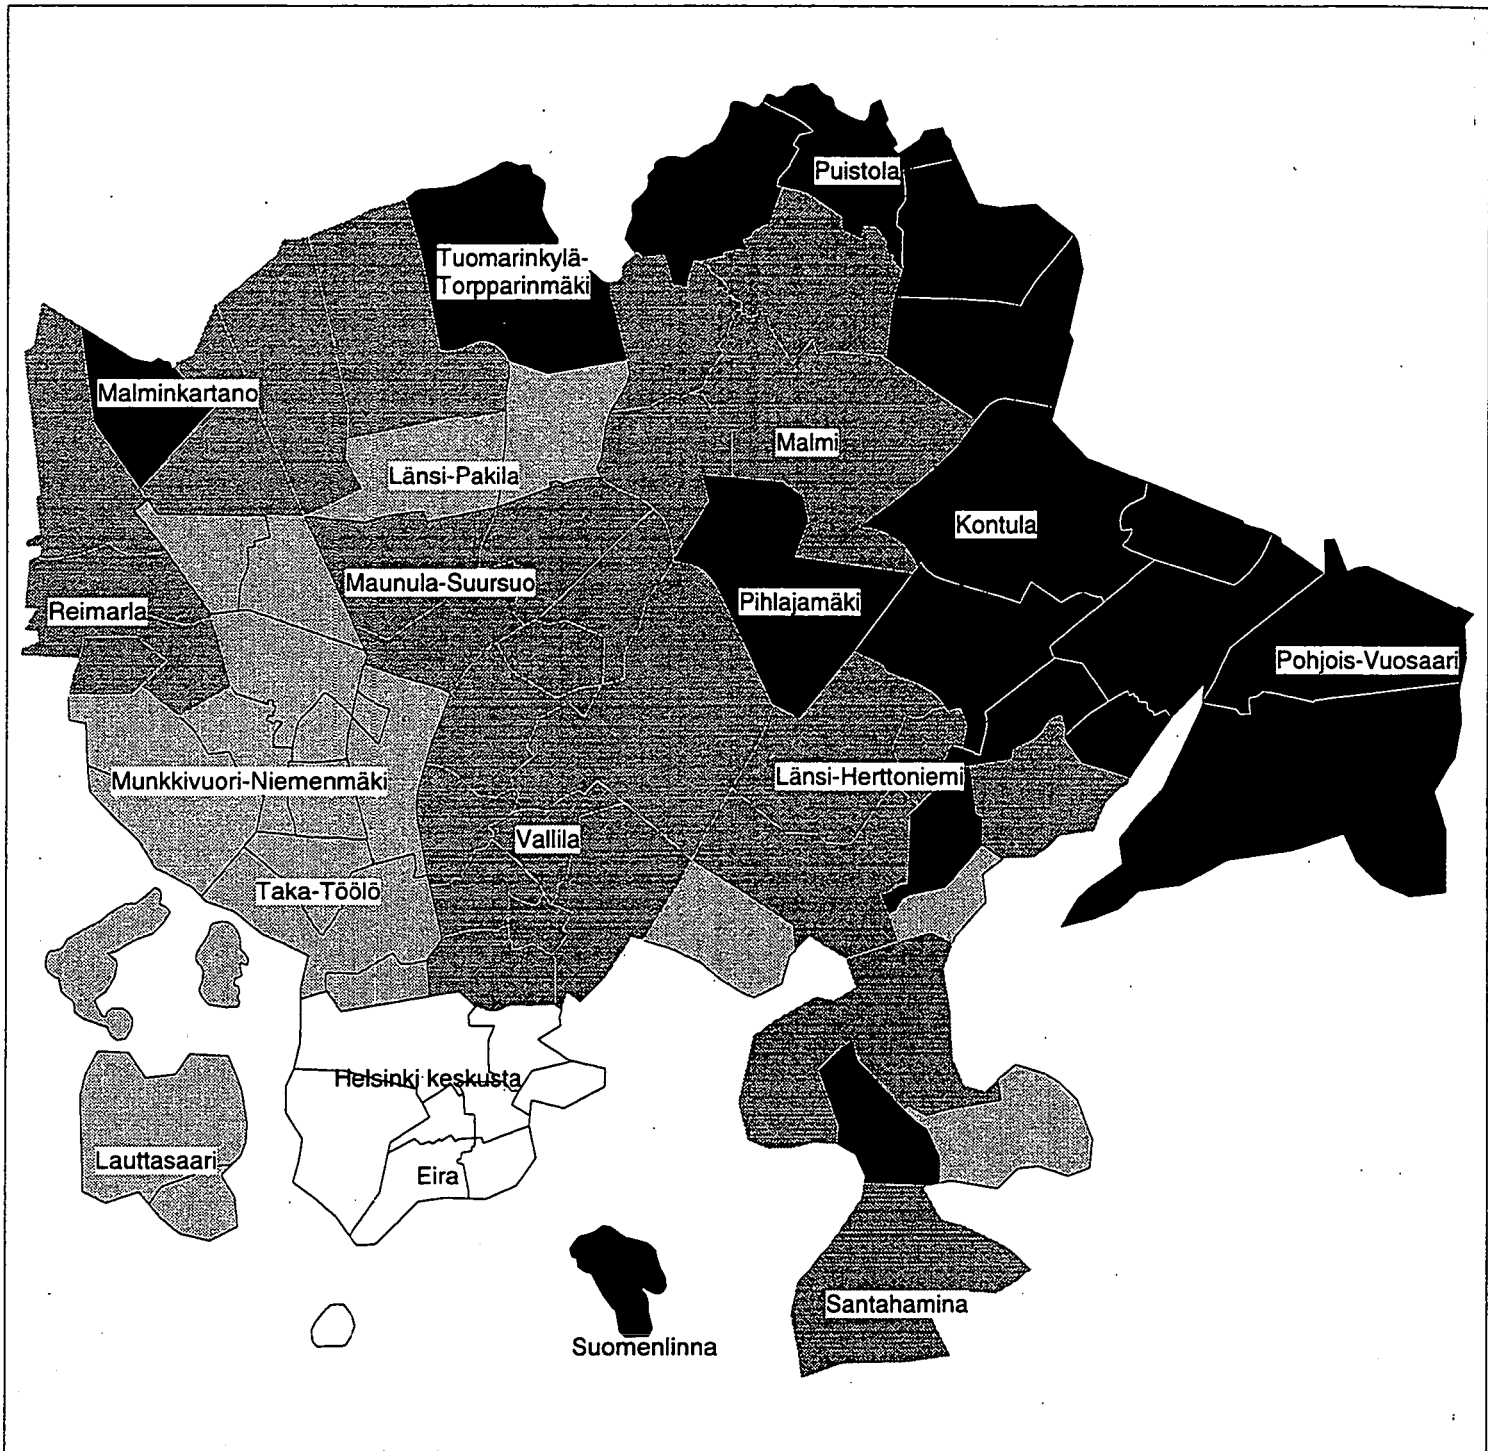 Puistola
Tuomarinkylä-
Torpparinmäki
Malminkartano
Malmi
Länsi-Pakila
Kontula
Maunula-Suursuo
Pihlajamäki
Reimarla
Pohjois-Vuosaari
Munkkivuori-Niemenmäki
Länsi-Herttoniemi
Vallila
Taka-Töölö
Helsinki keskusta
Lauttasaari
Eira
Santahamina
Suomenlinna